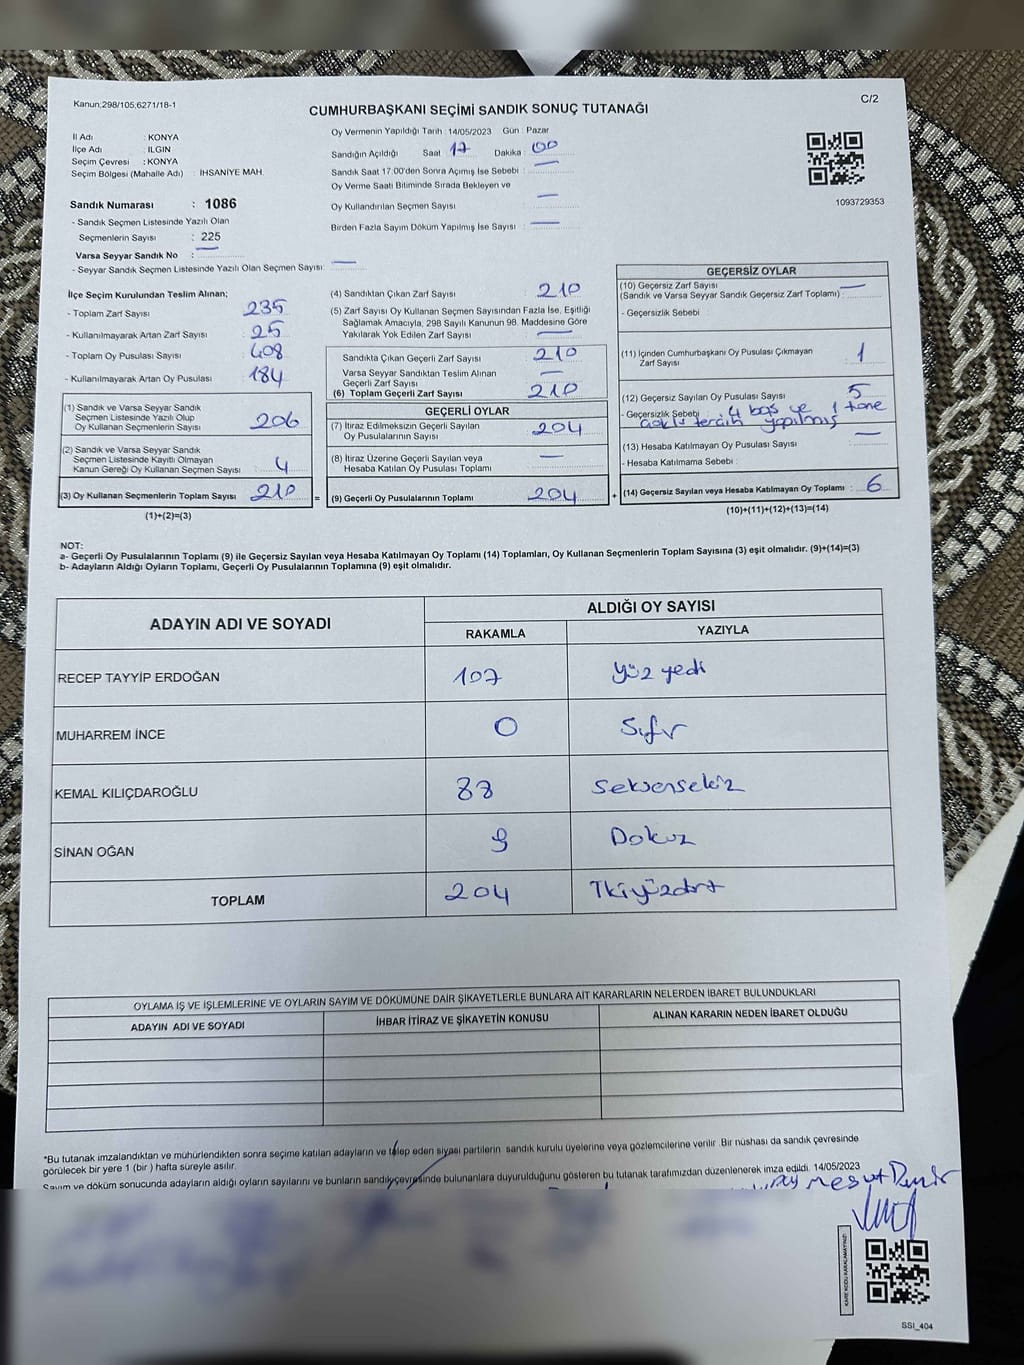 Kanun;298/105,6271/18-1
C/2
CUMHURBAŞKANI SEÇİMİ SANDIK SONUÇ TUTANAĞI
İl Adı : KONYA
İlçe Adı : ILGIN
Seçim Çevresi : KONYA
Seçim Bölgesi (Mahalle Adı) : İHSANİYE MAH.
Sandık Numarası : 1086
- Sandık Seçmen Listesinde Yazılı Olan
Seçmenlerin Sayısı : 225
Varsa Seyyar Sandık No : —
- Seyyar Sandık Seçmen Listesinde Yazılı Olan Seçmen Sayısı: —
Oy Vermenin Yapıldığı Tarih : 14/05/2023 Gün : Pazar
Sandığın Açıldığı Saat 17 Dakika 00
Sandık Saat 17:00'den Sonra Açımış İse Sebebi : —
Oy Verme Saati Bitiminde Sırada Bekleyen ve
Oy Kullandırılan Seçmen Sayısı —
Birden Fazla Sayım Döküm Yapılmış İse Sayısı : —
1093729353
İlçe Seçim Kurulundan Teslim Alınan;
- Toplam Zarf Sayısı : 235
- Kullanılmayarak Artan Zarf Sayısı : 25
- Toplam Oy Pusulası Sayısı : 408
- Kullanılmayarak Artan Oy Pusulası : 184
(1) Sandık ve Varsa Seyyar Sandık
Seçmen Listesinde Yazılı Olup
Oy Kullanan Seçmenlerin Sayısı : 206
(2) Sandık ve Varsa Seyyar Sandık
Seçmen Listesinde Kayıtlı Olmayan
Kanun Gereği Oy Kullanan Seçmen Sayısı : 4
(3) Oy Kullanan Seçmenlerin Toplam Sayısı : 210 =
(1)+(2)=(3)
(4) Sandıktan Çıkan Zarf Sayısı : 210
(5) Zarf Sayısı Oy Kullanan Seçmen Sayısından Fazla İse, Eşitliği
Sağlamak Amacıyla, 298 Sayılı Kanunun 98. Maddesine Göre
Yakılarak Yok Edilen Zarf Sayısı : —
Sandıkta Çıkan Geçerli Zarf Sayısı : 210
Varsa Seyyar Sandıktan Teslim Alınan
Geçerli Zarf Sayısı : —
(6) Toplam Geçerli Zarf Sayısı : 210
GEÇERLİ OYLAR
(7) İtiraz Edilmeksizin Geçerli Sayılan
Oy Pusulalarının Sayısı : 204
(8) İtiraz Üzerine Geçerli Sayılan veya
Hesaba Katılan Oy Pusulası Toplamı : —
(9) Geçerli Oy Pusulalarının Toplamı : 204 +
GEÇERSİZ OYLAR
(10) Geçersiz Zarf Sayısı : —
(Sandık ve Varsa Seyyar Sandık Geçersiz Zarf Toplamı)
- Geçersizlik Sebebi
(11) İçinden Cumhurbaşkanı Oy Pusulası Çıkmayan
Zarf Sayısı : 1
(12) Geçersiz Sayılan Oy Pusulası Sayısı : 5
- Geçersizlik Sebebi : 4 boş ve 1 tane
tercih yapılmış
(13) Hesaba Katılmayan Oy Pusulası Sayısı : —
- Hesaba Katılmama Sebebi :
(14) Geçersiz Sayılan veya Hesaba Katılmayan Oy Toplamı : 6
(10)+(11)+(12)+(13)=(14)
NOT:
a- Geçerli Oy Pusulalarının Toplamı (9) ile Geçersiz Sayılan veya Hesaba Katılmayan Oy Toplamı (14) Toplamları, Oy Kullanan Seçmenlerin Toplam Sayısına (3) eşit olmalıdır. (9)+(14)=(3)
b- Adayların Aldığı Oyların Toplamı, Geçerli Oy Pusulalarının Toplamına (9) eşit olmalıdır.
ADAYIN ADI VE SOYADI
ALDIĞI OY SAYISI
RAKAMLA YAZIYLA
RECEP TAYYİP ERDOĞAN 107 Yüz yedi
MUHARREM İNCE 0 Sıfır
KEMAL KILIÇDAROĞLU 88 Seksensekiz
SİNAN OĞAN 9 Dokuz
TOPLAM 204 İkiyüzdört
OYLAMA İŞ VE İŞLEMLERİNE VE OYLARIN SAYIM VE DÖKÜMÜNE DAİR ŞİKAYETLERLE BUNLARA AİT KARARLARIN NELERDEN İBARET BULUNDUKLARI
ADAYIN ADI VE SOYADI İHBAR İTİRAZ VE ŞİKAYETİN KONUSU ALINAN KARARIN NEDEN İBARET OLDUĞU
*Bu tutanak imzalandıktan ve mühürlendikten sonra seçime katılan adayların ve talep eden siyasi partilerin sandık kurulu üyelerine veya gözlemcilerine verilir .Bir nüshası da sandık çevresinde
görülecek bir yere 1 (bir ) hafta süreyle asılır.
Sayım ve döküm sonucunda adayların aldığı oyların sayılarını ve bunların sandık çevresinde bulunanlara duyurulduğunu gösteren bu tutanak tarafımızdan düzenlenerek imza edildi. 14/05/2023
Mesut Demir
KARE KODU KARALAMAYINIZ!
SSI_404